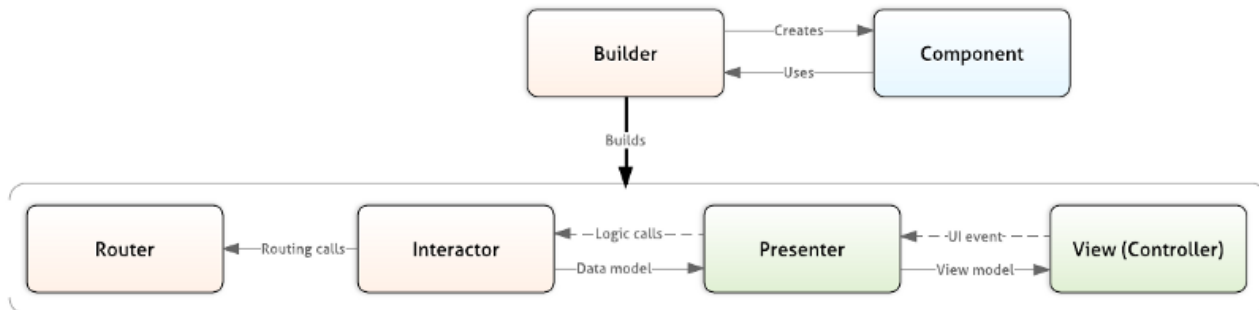 Builder
Creates
Component
Uses
Builds
Router
Routing calls
Interactor
Logic calls
Data model
Presenter
UI event
View model
View (Controller)